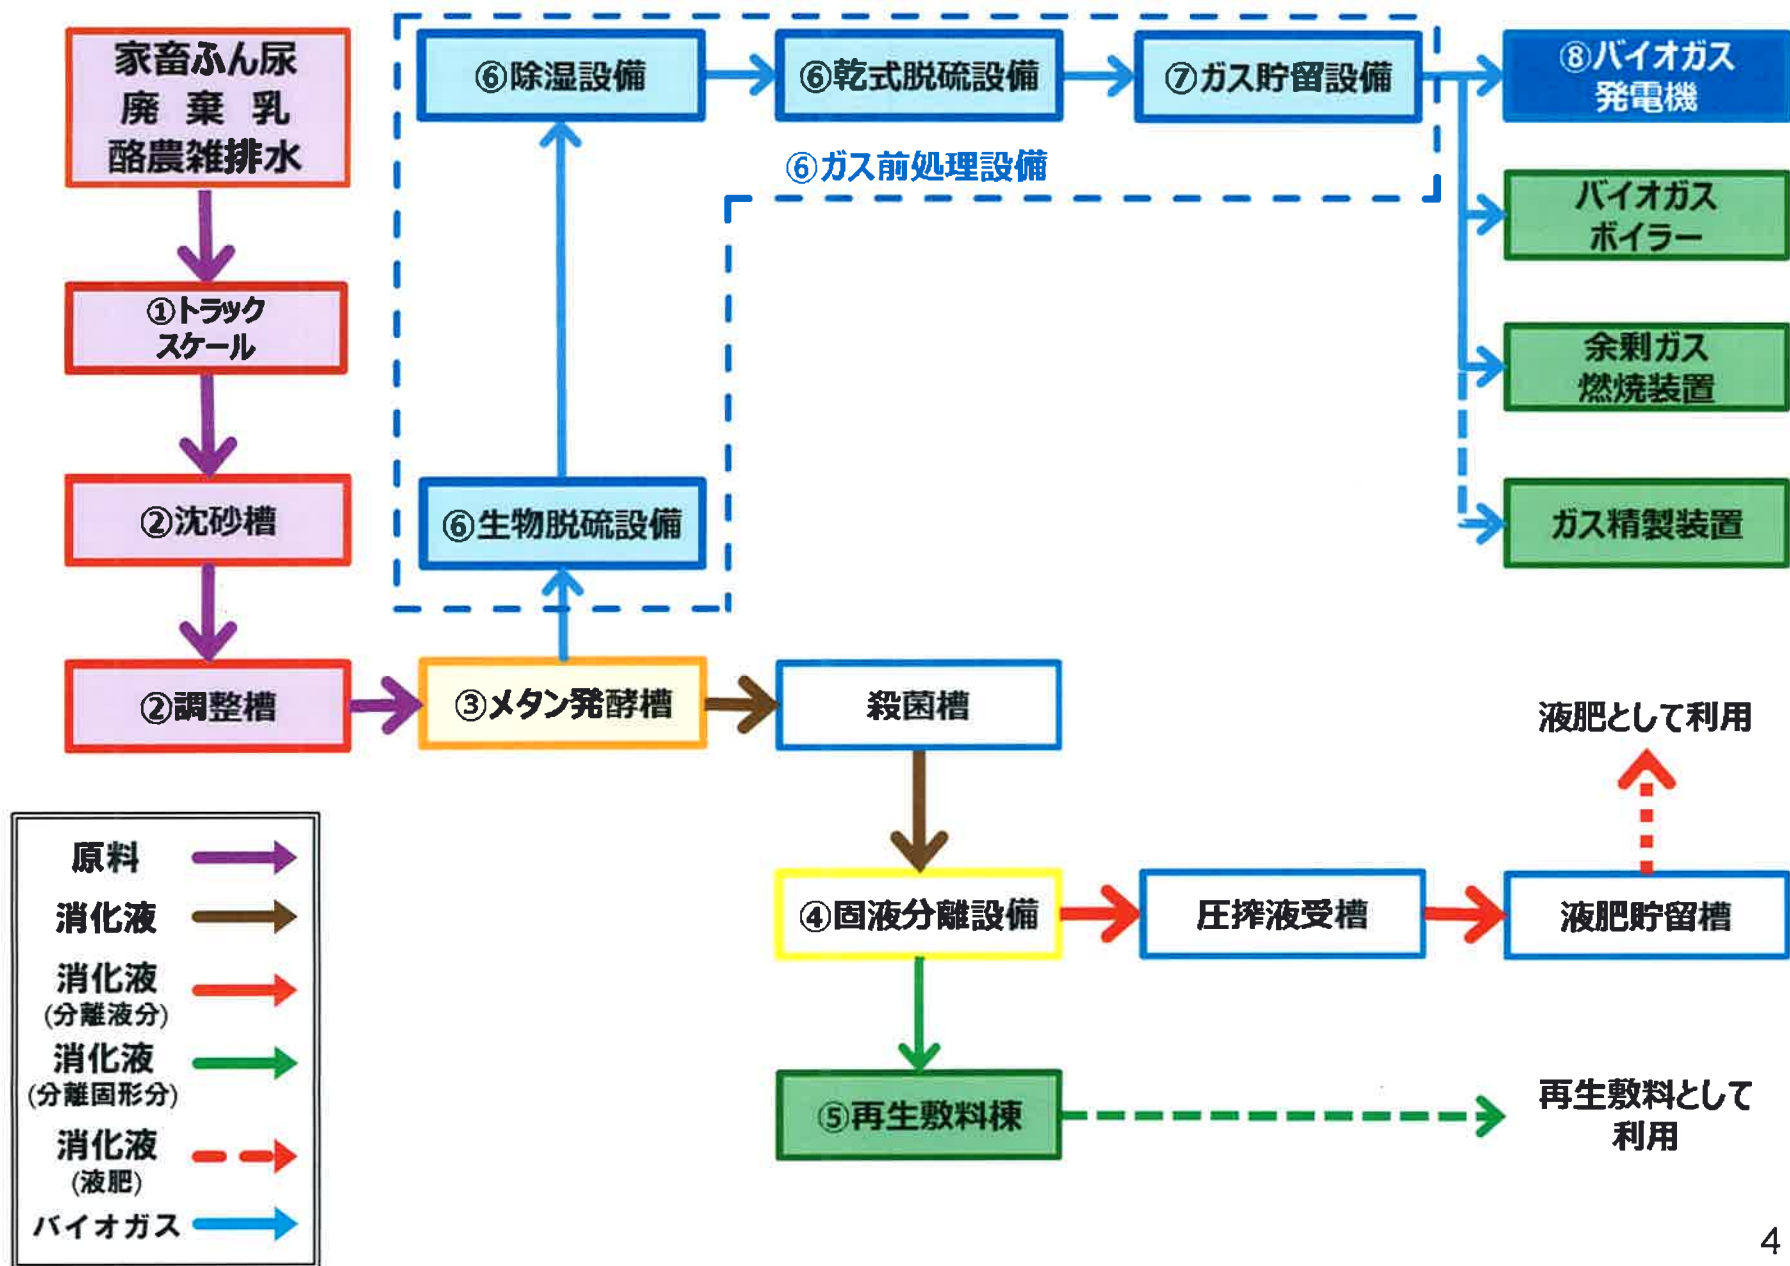 家畜ふん尿
廃棄乳
酪農雑排水
①トラック
スケール
②沈砂槽
②調整槽
③メタン発酵槽
⑥生物脱硫設備
⑥除湿設備
⑥乾式脱硫設備
⑦ガス貯留設備
⑥ガス前処理設備
⑧バイオガス
発電機
バイオガス
ボイラー
余剰ガス
燃焼装置
ガス精製装置
殺菌槽
④固液分離設備
圧搾液受槽
液肥貯留槽
液肥として利用
⑤再生敷料棟
再生敷料として
利用
原料
消化液
消化液
(分離液分)
消化液
(分離固形分)
消化液
(液肥)
バイオガス
4